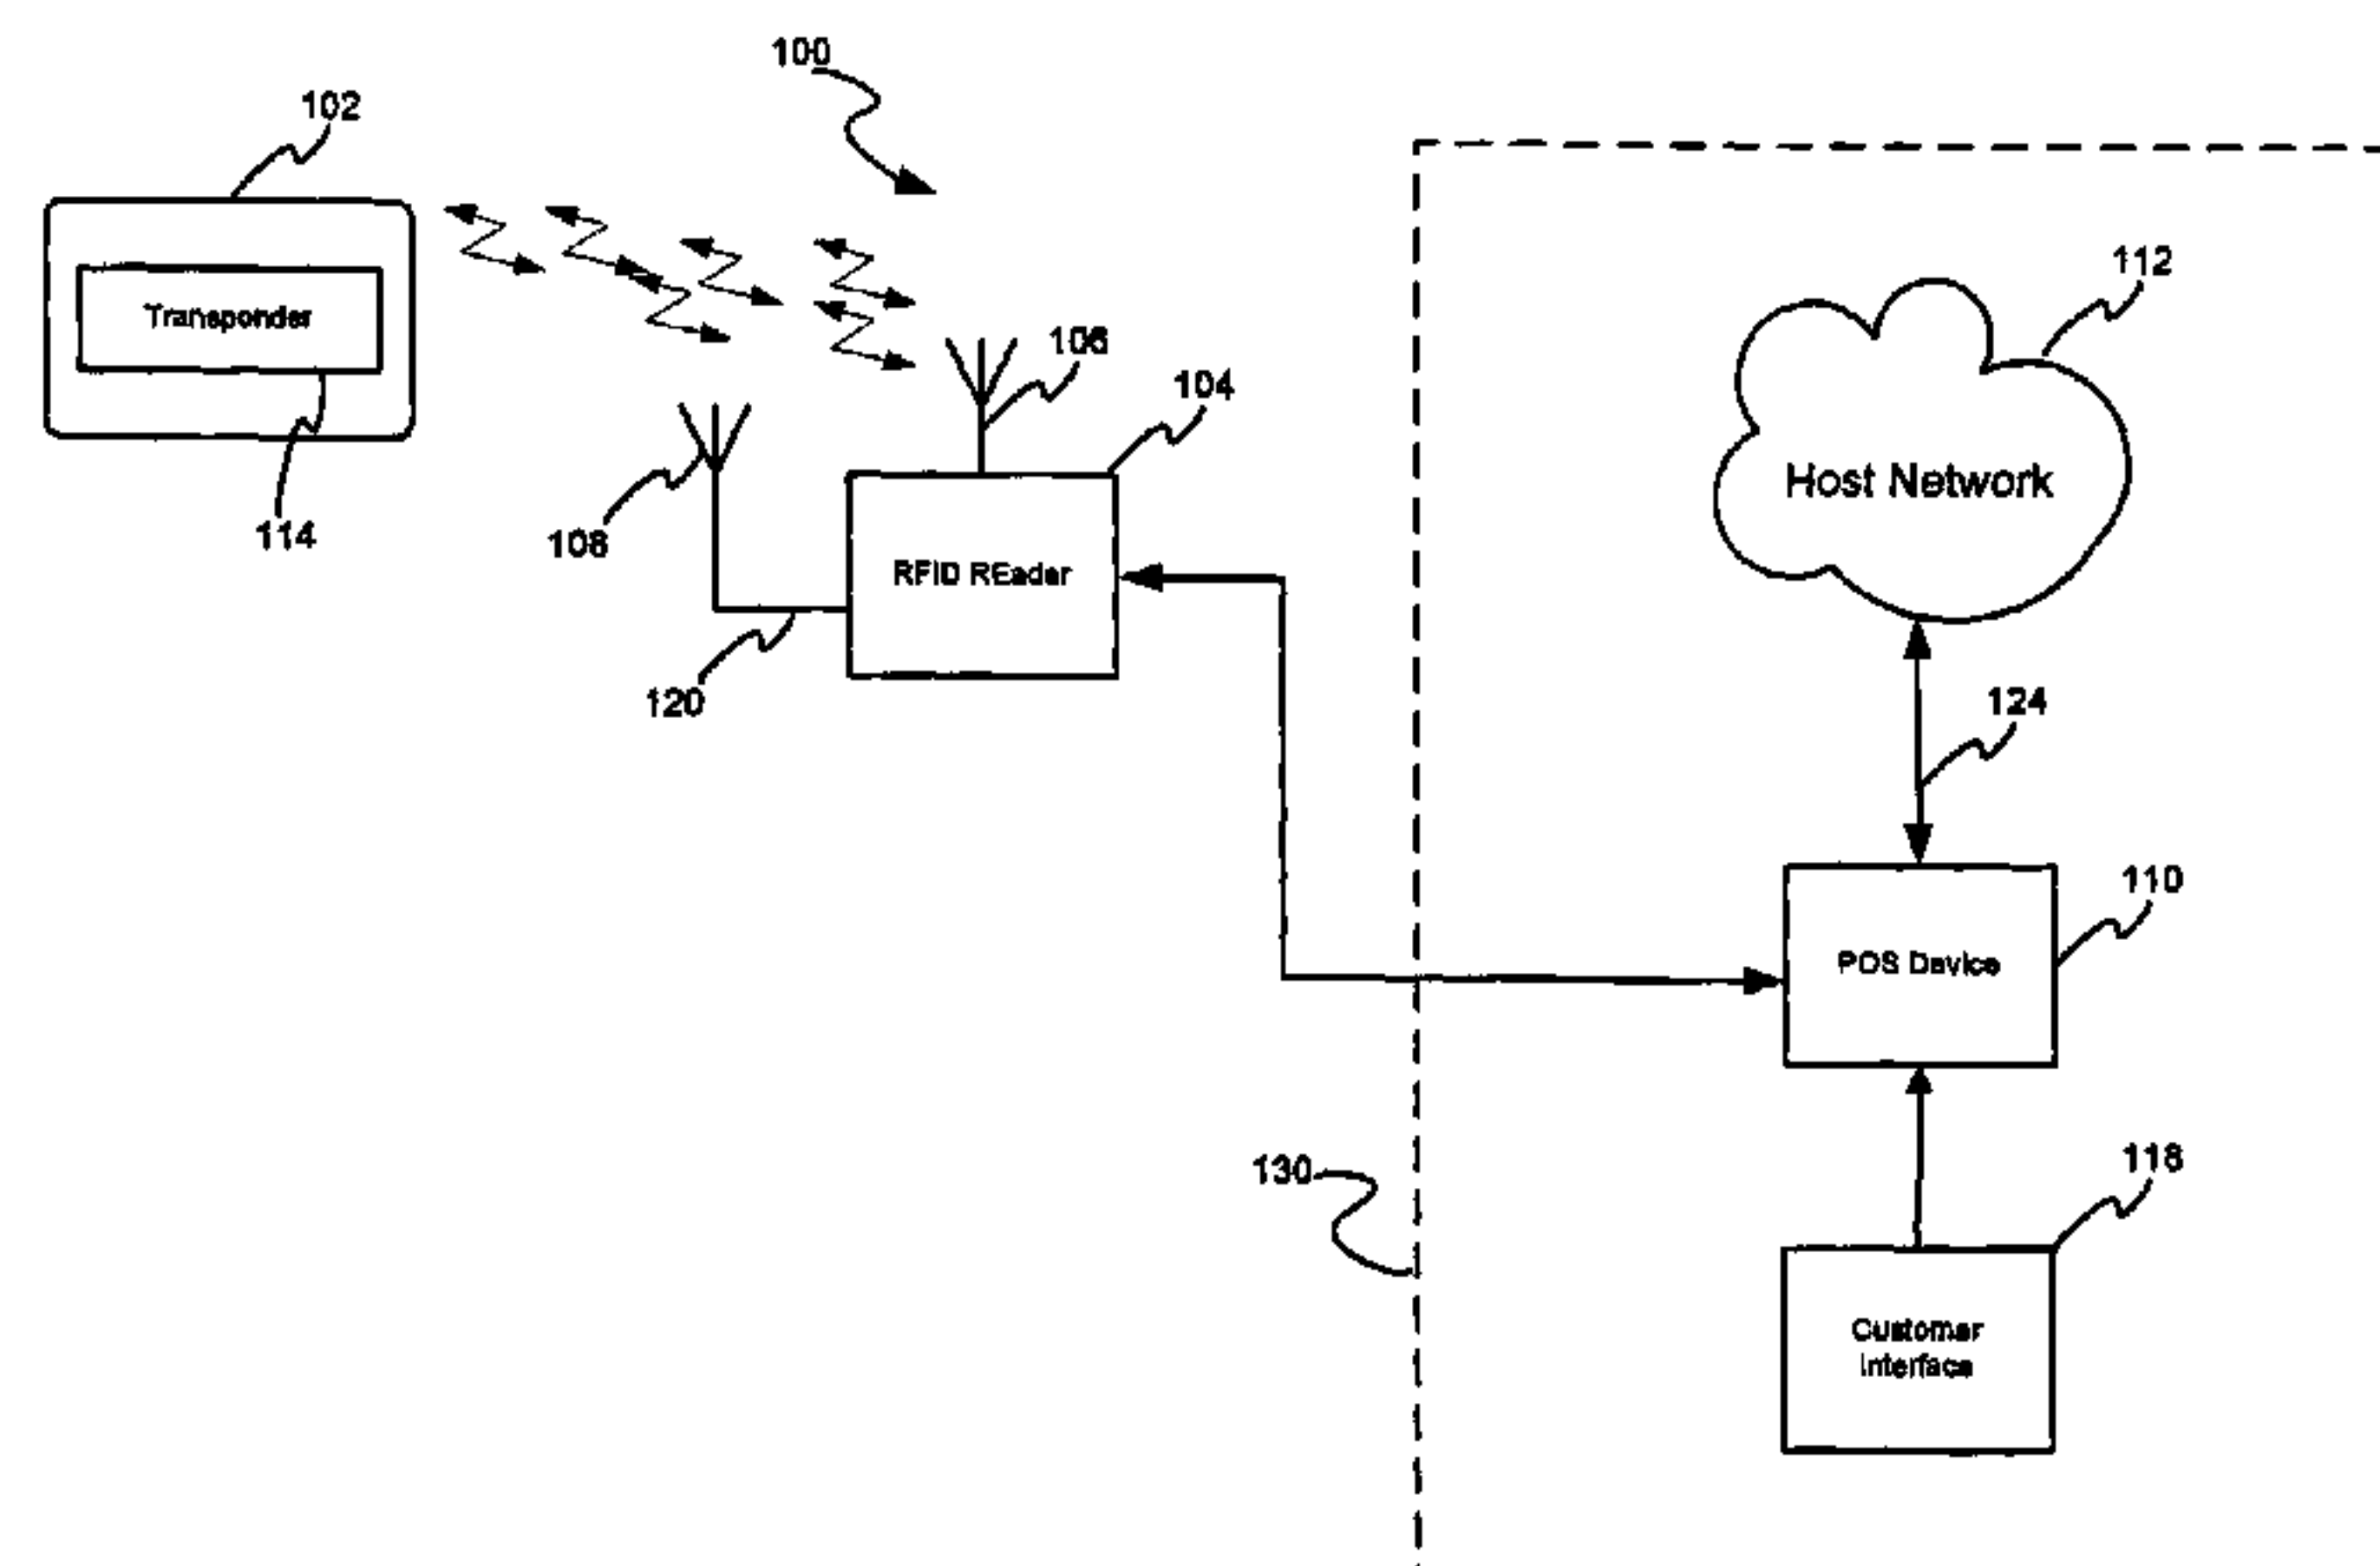 100
102
112
Transponder
106
104
Host Network
114
108
RFID REader
120
124
110
POS Device
130
118
Customer
Interface